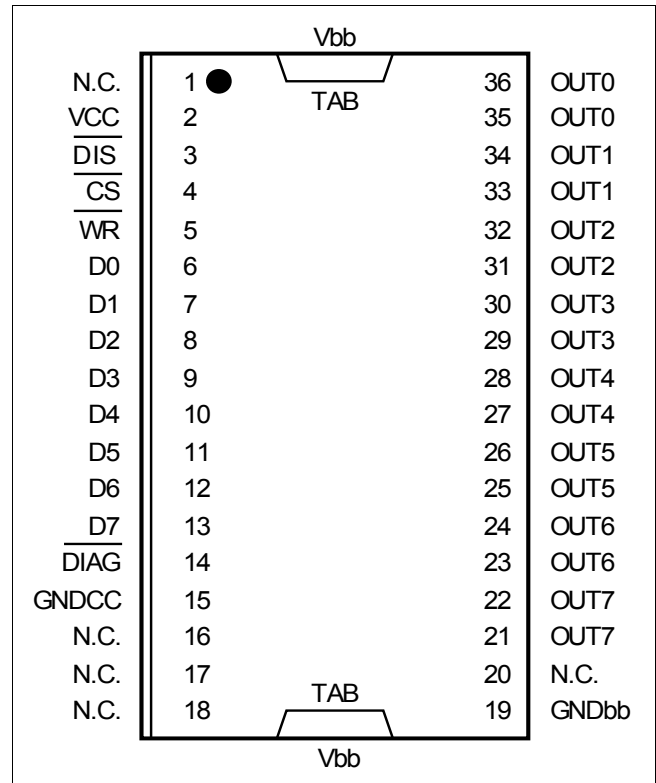 Vbb
TAB
N.C. 1 36 OUT0
VCC 2 35 OUT0
DIS 3 34 OUT1
CS 4 33 OUT1
WR 5 32 OUT2
D0 6 31 OUT2
D1 7 30 OUT3
D2 8 29 OUT3
D3 9 28 OUT4
D4 10 27 OUT4
D5 11 26 OUT5
D6 12 25 OUT5
D7 13 24 OUT6
DIAG 14 23 OUT6
GNDCC 15 22 OUT7
N.C. 16 21 OUT7
N.C. 17 20 N.C.
N.C. 18 19 GNDbb
TAB
Vbb